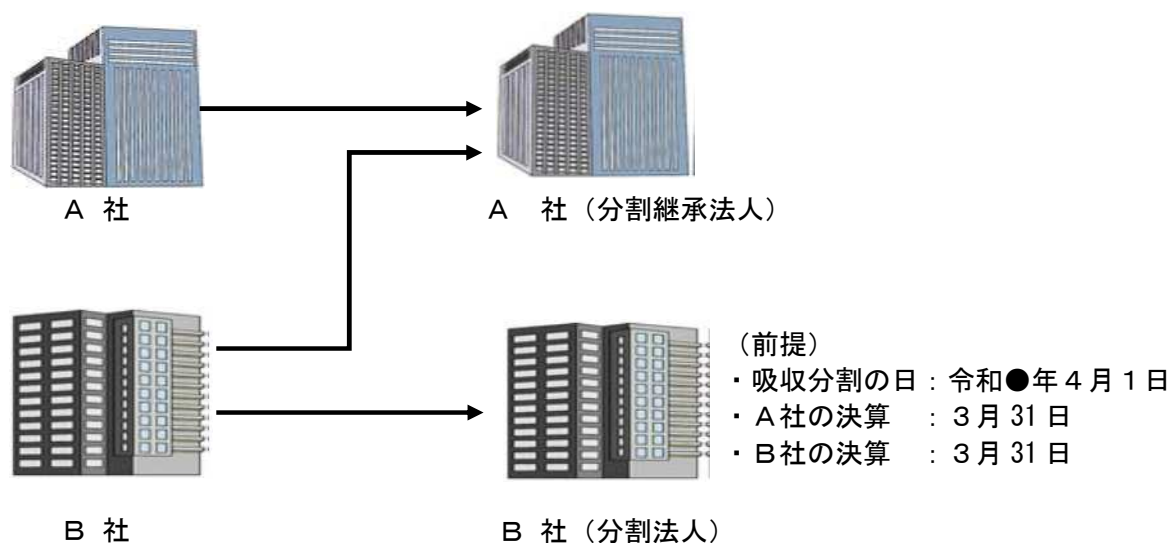 Ａ 社
Ａ　社（分割継承法人）
（前提）
・吸収分割の日：令和●年４月１日
・Ａ社の決算　：３月 31 日
・Ｂ社の決算　：３月 31 日
Ｂ 社
Ｂ 社（分割法人）